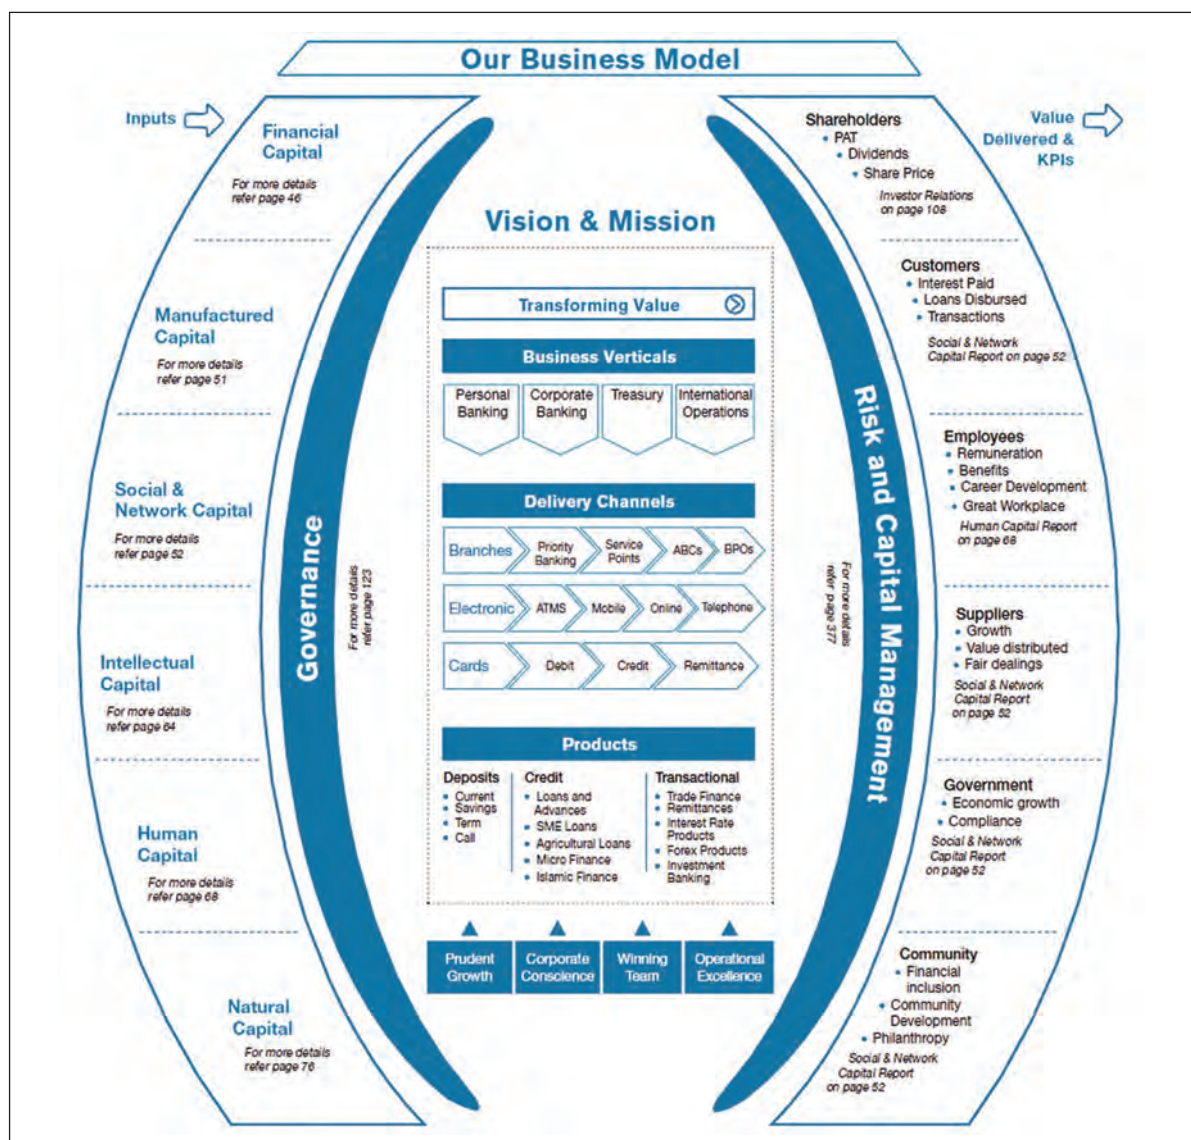 Our Business Model
Inputs
Financial
Capital
For more details
refer page 46
Manufactured
Capital
For more details
refer page 51
Social &
Network Capital
For more details
refer page 52
Intellectual
Capital
For more details
refer page 64
Human
Capital
For more details
refer page 68
Natural
Capital
For more details
refer page 76
Governance
For more details
refer page 123
Vision & Mission
Transforming Value
Business Verticals
Personal
Banking
Corporate
Banking
Treasury
International
Operations
Delivery Channels
Branches
Priority
Banking
Service
Points
ABCs
BPOs
Electronic
ATMS
Mobile
Online
Telephone
Cards
Debit
Credit
Remittance
Products
Deposits
• Current
• Savings
• Term
• Call
Credit
• Loans and
Advances
• SME Loans
• Agricultural Loans
• Micro Finance
• Islamic Finance
Transactional
• Trade Finance
• Remittances
• Interest Rate
Products
• Forex Products
• Investment
Banking
Prudent
Growth
Corporate
Conscience
Winning
Team
Operational
Excellence
For more details
refer page 377
Risk and Capital Management
Value
Delivered &
KPIs
Shareholders
• PAT
• Dividends
• Share Price
Investor Relations
on page 108
Customers
• Interest Paid
• Loans Disbursed
• Transactions
Social & Network
Capital Report on page 52
Employees
• Remuneration
• Benefits
• Career Development
• Great Workplace
Human Capital Report
on page 68
Suppliers
• Growth
• Value distributed
• Fair dealings
Social & Network
Capital Report
on page 52
Government
• Economic growth
• Compliance
Social & Network
Capital Report
on page 52
Community
• Financial
inclusion
• Community
Development
• Philanthropy
Social & Network
Capital Report
on page 52